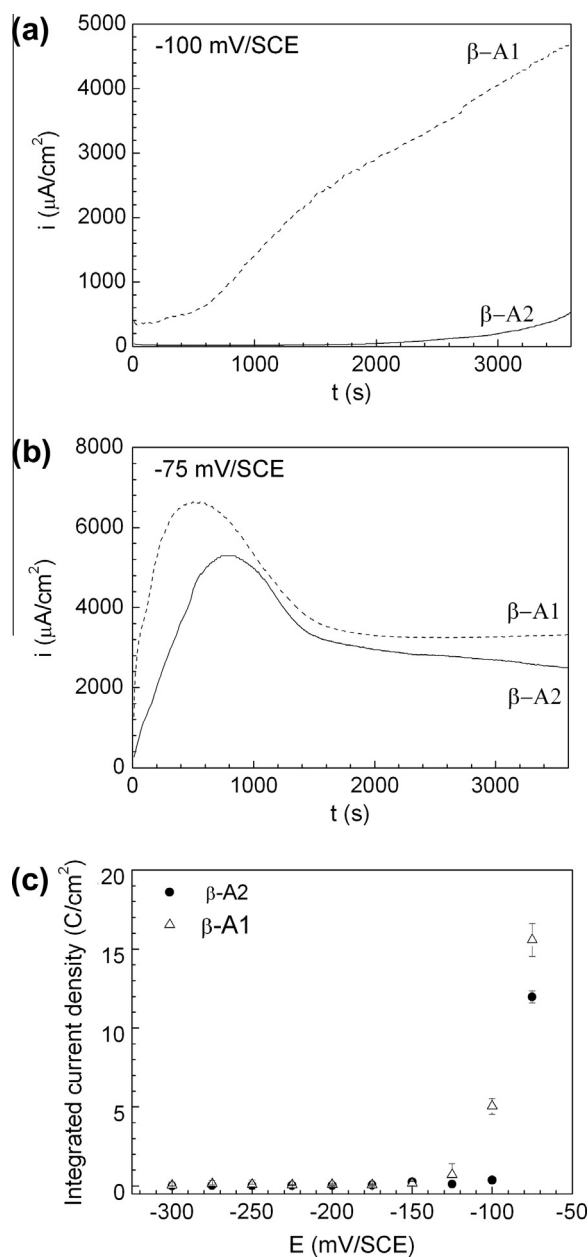 (a)
-100 mV/SCE
β–A1
β–A2
i (μA/cm²)
5000
4000
3000
2000
1000
0
0
1000
2000
3000
t (s)
(b)
-75 mV/SCE
β–A1
β–A2
i (μA/cm²)
8000
6000
4000
2000
0
0
1000
2000
3000
t (s)
(c)
β-A2
β-A1
Integrated current density (C/cm²)
20
15
10
5
0
-300
-250
-200
-150
-100
-50
E (mV/SCE)